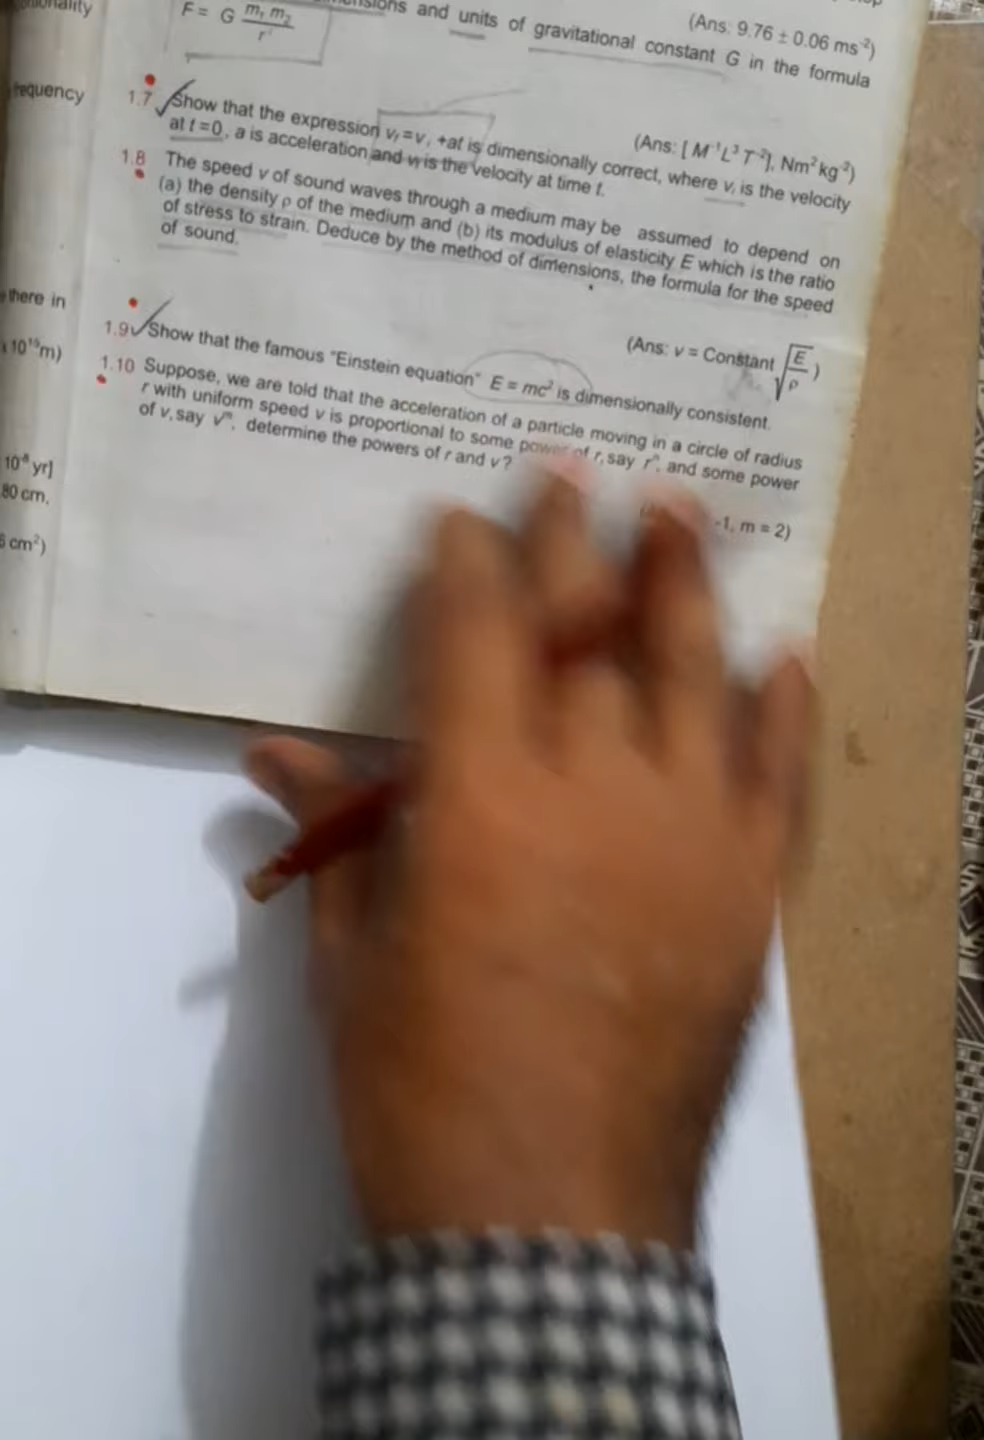 onality
requency
there in
10¹⁵m)
10⁻⁸ yr]
80 cm,
cm²)
and units of gravitational constant G in the formula
(Ans: 9.76 ± 0.06 ms⁻²)
F = G m₁ m₂ / r²
(Ans: [M⁻¹L³T⁻²], Nm²kg⁻²)
1.7 Show that the expression vf = vi +at is dimensionally correct, where vi is the velocity
at t = 0, a is acceleration and vf is the velocity at time t.
1.8 The speed v of sound waves through a medium may be assumed to depend on
(a) the density ρ of the medium and (b) its modulus of elasticity E which is the ratio
of stress to strain. Deduce by the method of dimensions, the formula for the speed
of sound.
(Ans: v = Constant √E/ρ)
1.9 Show that the famous "Einstein equation" E = mc² is dimensionally consistent.
1.10 Suppose, we are told that the acceleration of a particle moving in a circle of radius
r with uniform speed v is proportional to some power of r, say rⁿ, and some power
of v, say vᵐ, determine the powers of r and v?
-1, m = 2)